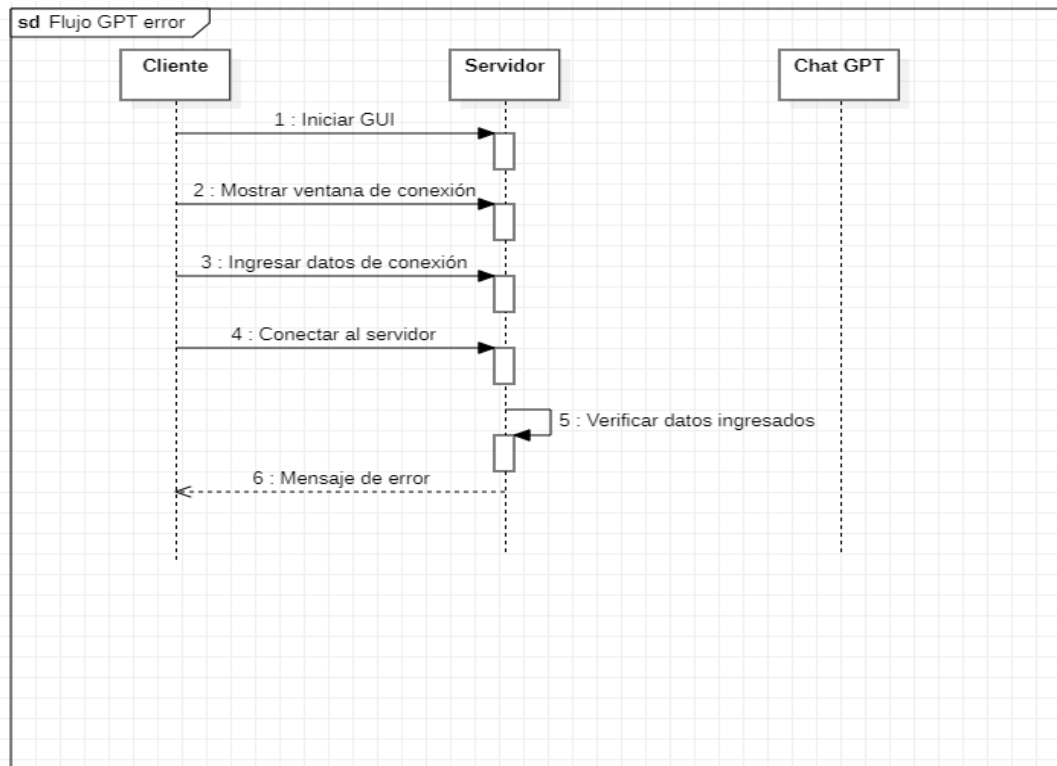 sd Flujo GPT error
Cliente
Servidor
Chat GPT
1 : Iniciar GUI
2 : Mostrar ventana de conexión
3 : Ingresar datos de conexión
4 : Conectar al servidor
5 : Verificar datos ingresados
6 : Mensaje de error